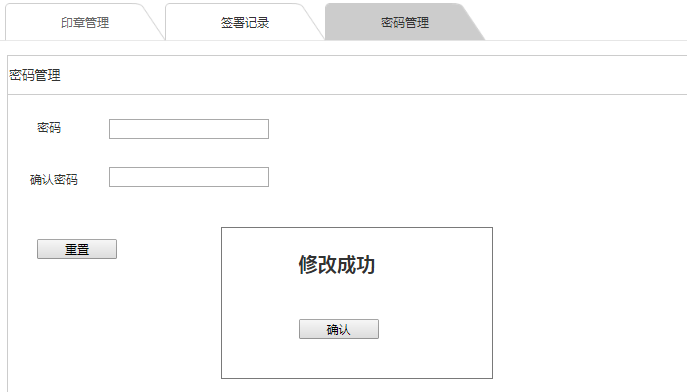 印章管理
签署记录
密码管理
密码管理
密码
确认密码
重置
修改成功
确认